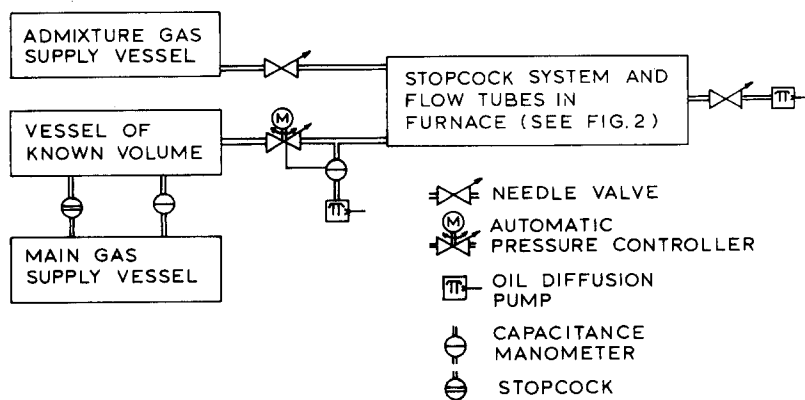 ADMIXTURE GAS
SUPPLY VESSEL
STOPCOCK SYSTEM AND
FLOW TUBES IN
FURNACE (SEE FIG.2)
VESSEL OF
KNOWN VOLUME
M
MAIN GAS
SUPPLY VESSEL
NEEDLE VALVE
M
AUTOMATIC
PRESSURE CONTROLLER
OIL DIFFUSION
PUMP
CAPACITANCE
MANOMETER
STOPCOCK